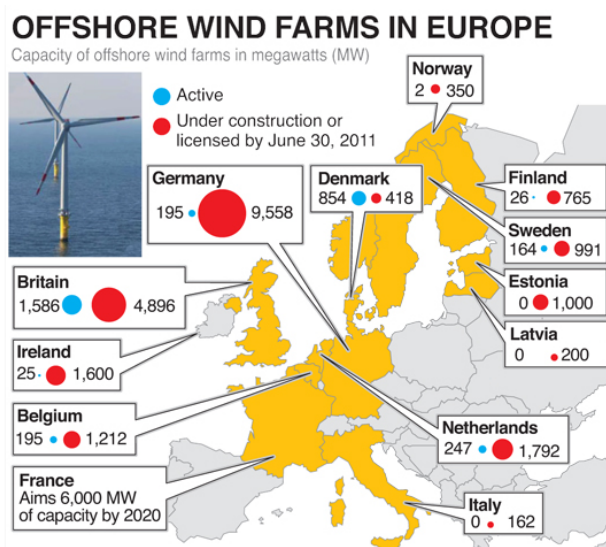 OFFSHORE WIND FARMS IN EUROPE
Capacity of offshore wind farms in megawatts (MW)
Active
Under construction or
licensed by June 30, 2011
Norway
2 350
Germany
195 9,558
Denmark
854 418
Finland
26 765
Sweden
164 991
Britain
1,586 4,896
Estonia
0 1,000
Latvia
0 200
Ireland
25 1,600
Belgium
195 1,212
Netherlands
247 1,792
France
Aims 6,000 MW
of capacity by 2020
Italy
0 162